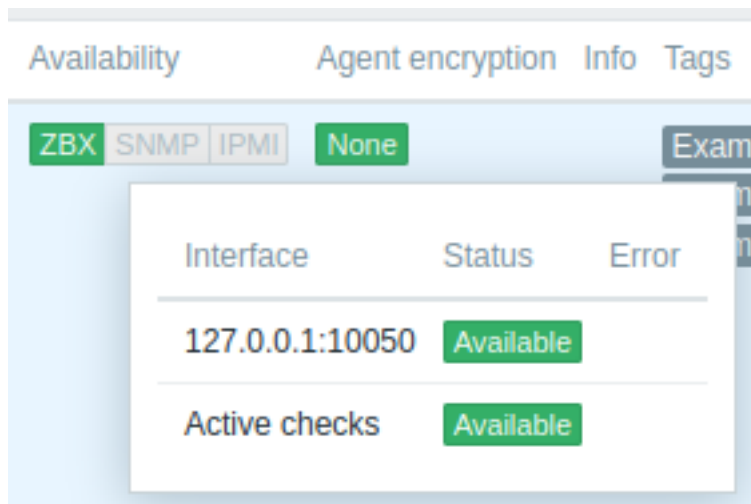 Availability Agent encryption Info Tags
ZBX SNMP IPMI None Exam
Interface Status Error
127.0.0.1:10050 Available
Active checks Available